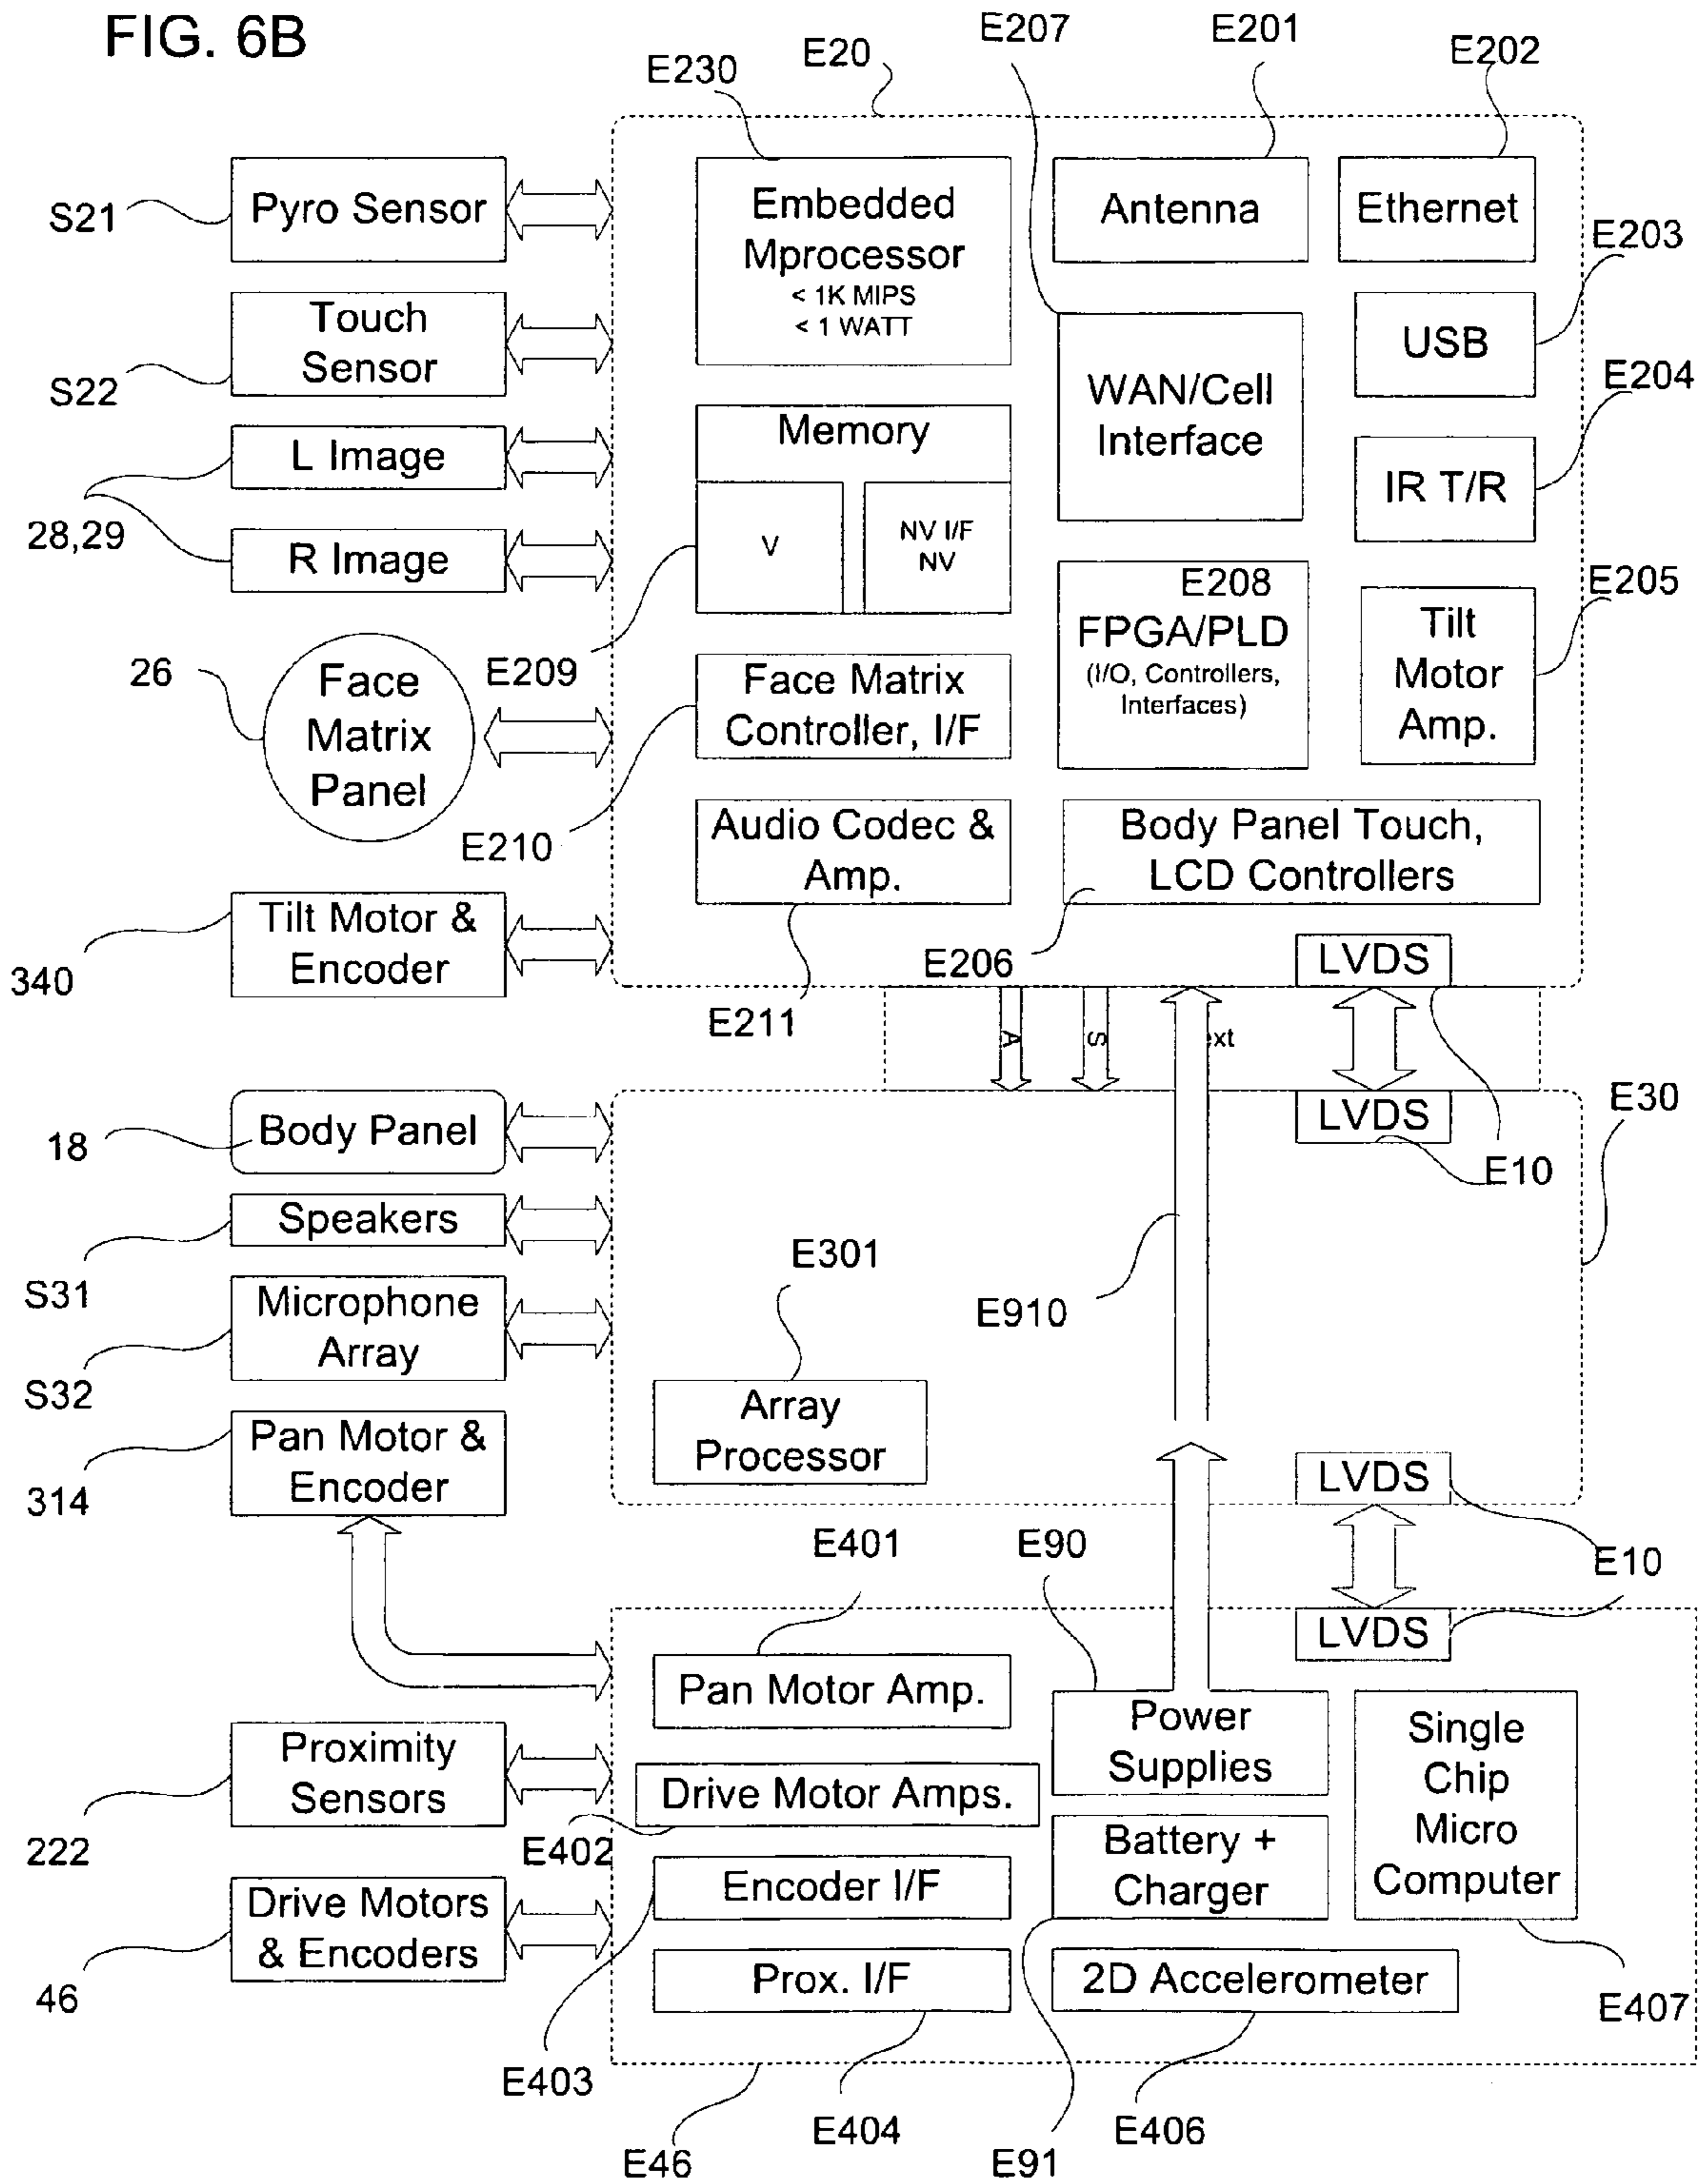 FIG. 6B
E207
E201
E20
E202
E230
Pyro Sensor
S21
Embedded
Mprocessor
< 1K MIPS
< 1 WATT
Antenna
Ethernet
E203
Touch
Sensor
S22
USB
WAN/Cell
Interface
E204
L Image
Memory
28,29
IR T/R
R Image
V
NV I/F
NV
E208
FPGA/PLD
(I/O, Controllers,
Interfaces)
E205
Tilt
Motor
Amp.
26
Face
Matrix
Panel
E209
Face Matrix
Controller, I/F
E210
Audio Codec &
Amp.
Body Panel Touch,
LCD Controllers
Tilt Motor &
Encoder
340
E206
LVDS
E211
A
S
ext
Body Panel
18
LVDS
E30
E10
Speakers
S31
E301
E910
Microphone
Array
S32
Array
Processor
Pan Motor &
Encoder
314
LVDS
E401
E90
E10
LVDS
Pan Motor Amp.
Power
Supplies
Single
Chip
Micro
Computer
Proximity
Sensors
222
Drive Motor Amps.
E402
Battery +
Charger
Encoder I/F
Drive Motors
& Encoders
46
Prox. I/F
2D Accelerometer
E407
E403
E404
E406
E46
E91